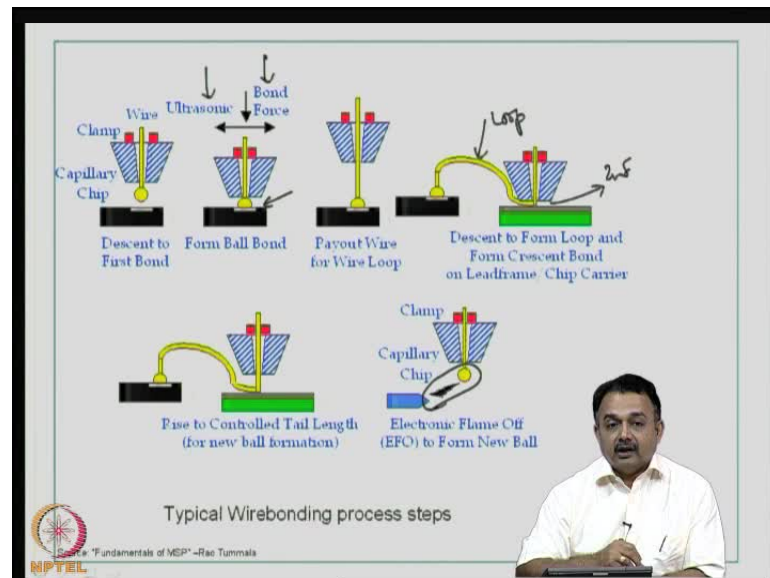 Ultrasonic
Bond
Force
Wire
Clamp
Capillary
Chip
Descent to
First Bond
Form Ball Bond
Payout Wire
for Wire Loop
Loop
Descent to Form Loop and
Form Crescent Bond
on Leadframe/Chip Carrier
Rise to Controlled Tail Length
(for new ball formation)
Clamp
Capillary
Chip
Electronic Flame Off
(EFO) to Form New Ball
Typical Wirebonding process steps
Source: "Fundamentals of MSP" –Rao Tummala
NPTEL